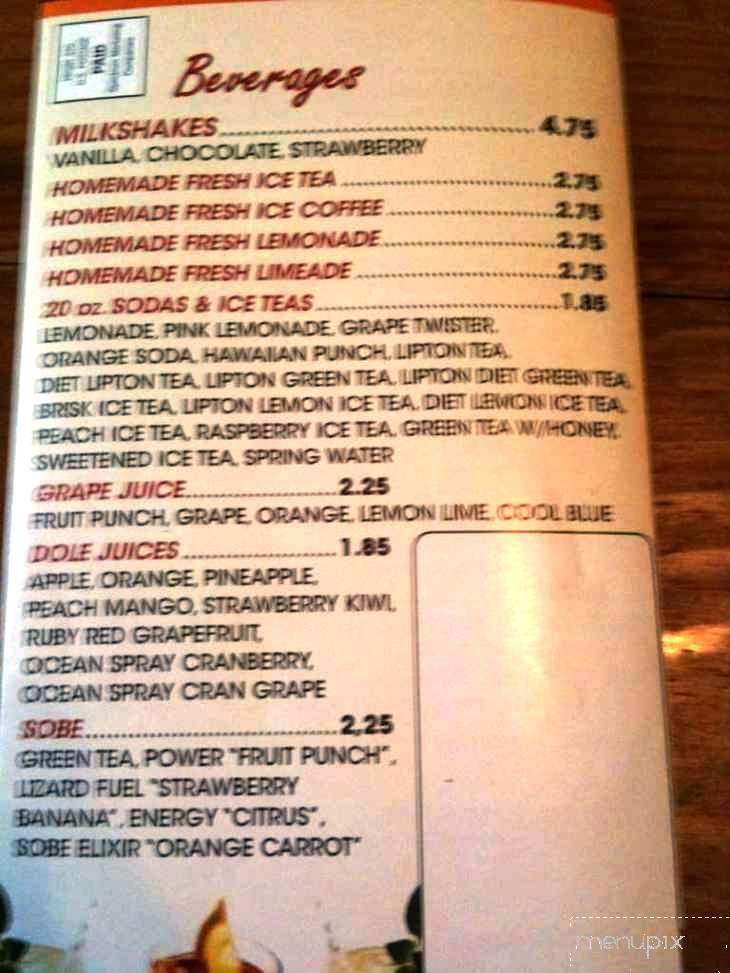 PAID
Beverages
MILKSHAKES 4.75
VANILLA, CHOCOLATE, STRAWBERRY
HOMEMADE FRESH ICE TEA 2.75
HOMEMADE FRESH ICE COFFEE 2.75
HOMEMADE FRESH LEMONADE 2.75
HOMEMADE FRESH LIMEADE 2.75
20 oz. SODAS & ICE TEAS 1.85
LEMONADE, PINK LEMONADE, GRAPE TWISTER,
ORANGE SODA, HAWAIIAN PUNCH, LIPTON TEA,
DIET LIPTON TEA, LIPTON GREEN TEA, LIPTON DIET GREEN TEA,
BRISK ICE TEA, LIPTON LEMON ICE TEA, DIET LEMON ICE TEA,
PEACH ICE TEA, RASPBERRY ICE TEA, GREEN TEA W/HONEY,
SWEETENED ICE TEA, SPRING WATER
GRAPE JUICE 2.25
FRUIT PUNCH, GRAPE, ORANGE, LEMON LIME, COOL BLUE
DOLE JUICES 1.85
APPLE, ORANGE, PINEAPPLE,
PEACH MANGO, STRAWBERRY KIWI,
RUBY RED GRAPEFRUIT,
OCEAN SPRAY CRANBERRY,
OCEAN SPRAY CRAN GRAPE
SOBE 2,25
GREEN TEA, POWER "FRUIT PUNCH",
LIZARD FUEL "STRAWBERRY
BANANA", ENERGY "CITRUS",
SOBE ELIXIR "ORANGE CARROT"
menupix